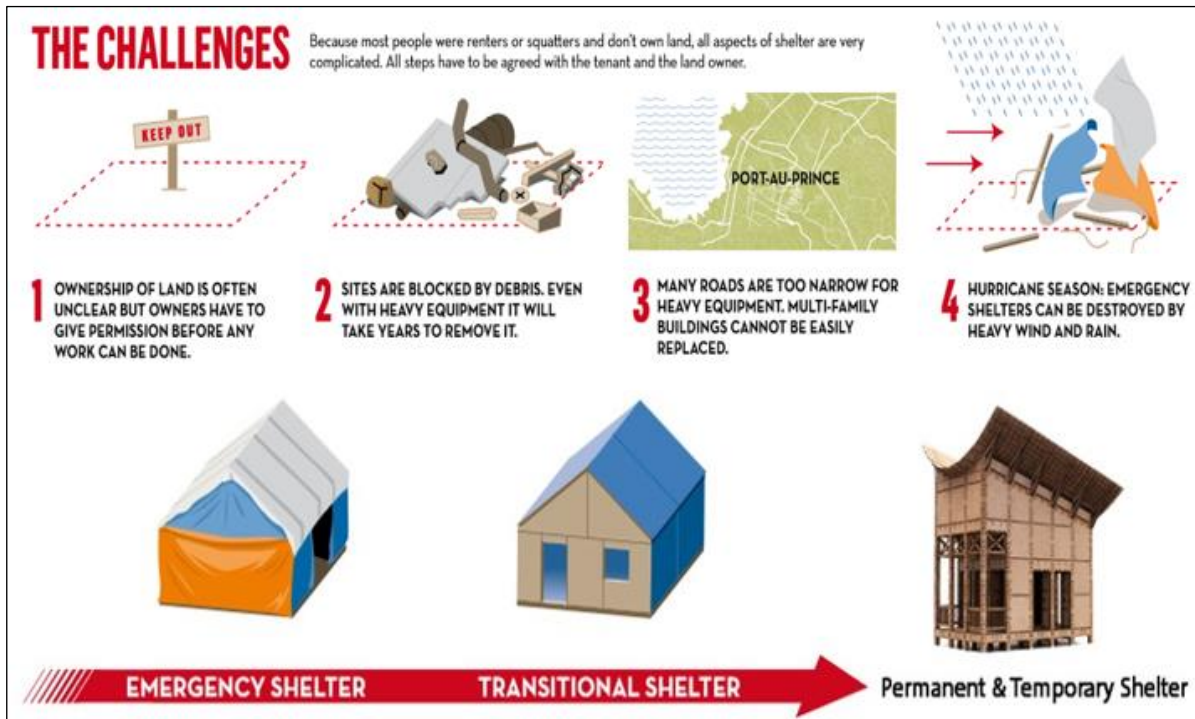 THE CHALLENGES
Because most people were renters or squatters and don't own land, all aspects of shelter are very
complicated. All steps have to be agreed with the tenant and the land owner.
KEEP OUT
PORT-AU-PRINCE
1 OWNERSHIP OF LAND IS OFTEN
UNCLEAR BUT OWNERS HAVE TO
GIVE PERMISSION BEFORE ANY
WORK CAN BE DONE.
2 SITES ARE BLOCKED BY DEBRIS. EVEN
WITH HEAVY EQUIPMENT IT WILL
TAKE YEARS TO REMOVE IT.
3 MANY ROADS ARE TOO NARROW FOR
HEAVY EQUIPMENT. MULTI-FAMILY
BUILDINGS CANNOT BE EASILY
REPLACED.
4 HURRICANE SEASON: EMERGENCY
SHELTERS CAN BE DESTROYED BY
HEAVY WIND AND RAIN.
EMERGENCY SHELTER
TRANSITIONAL SHELTER
Permanent & Temporary Shelter